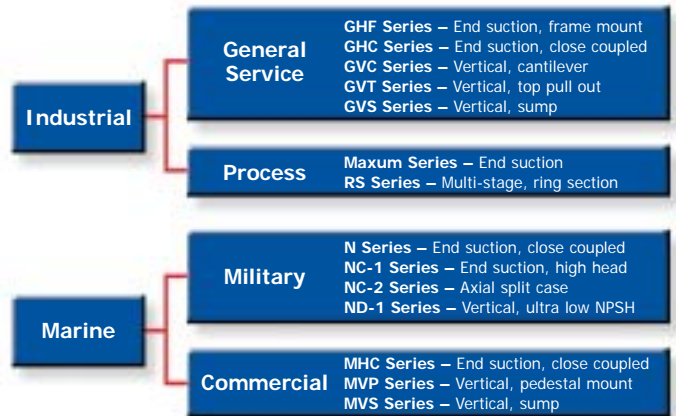 Industrial
General
Service
GHF Series – End suction, frame mount
GHC Series – End suction, close coupled
GVC Series – Vertical, cantilever
GVT Series – Vertical, top pull out
GVS Series – Vertical, sump
Process
Maxum Series – End suction
RS Series – Multi-stage, ring section
Marine
Military
N Series – End suction, close coupled
NC-1 Series – End suction, high head
NC-2 Series – Axial split case
ND-1 Series – Vertical, ultra low NPSH
Commercial
MHC Series – End suction, close coupled
MVP Series – Vertical, pedestal mount
MVS Series – Vertical, sump